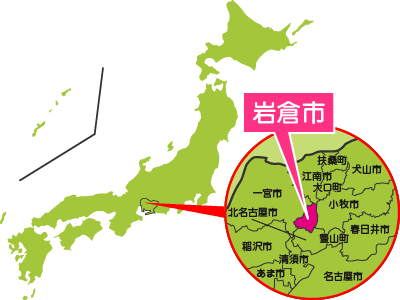 岩倉市
扶桑町
犬山市
江南市
大口町
一宮市
小牧市
北名古屋市
春日井市
稲沢市
豊山町
清須市
あま市
名古屋市